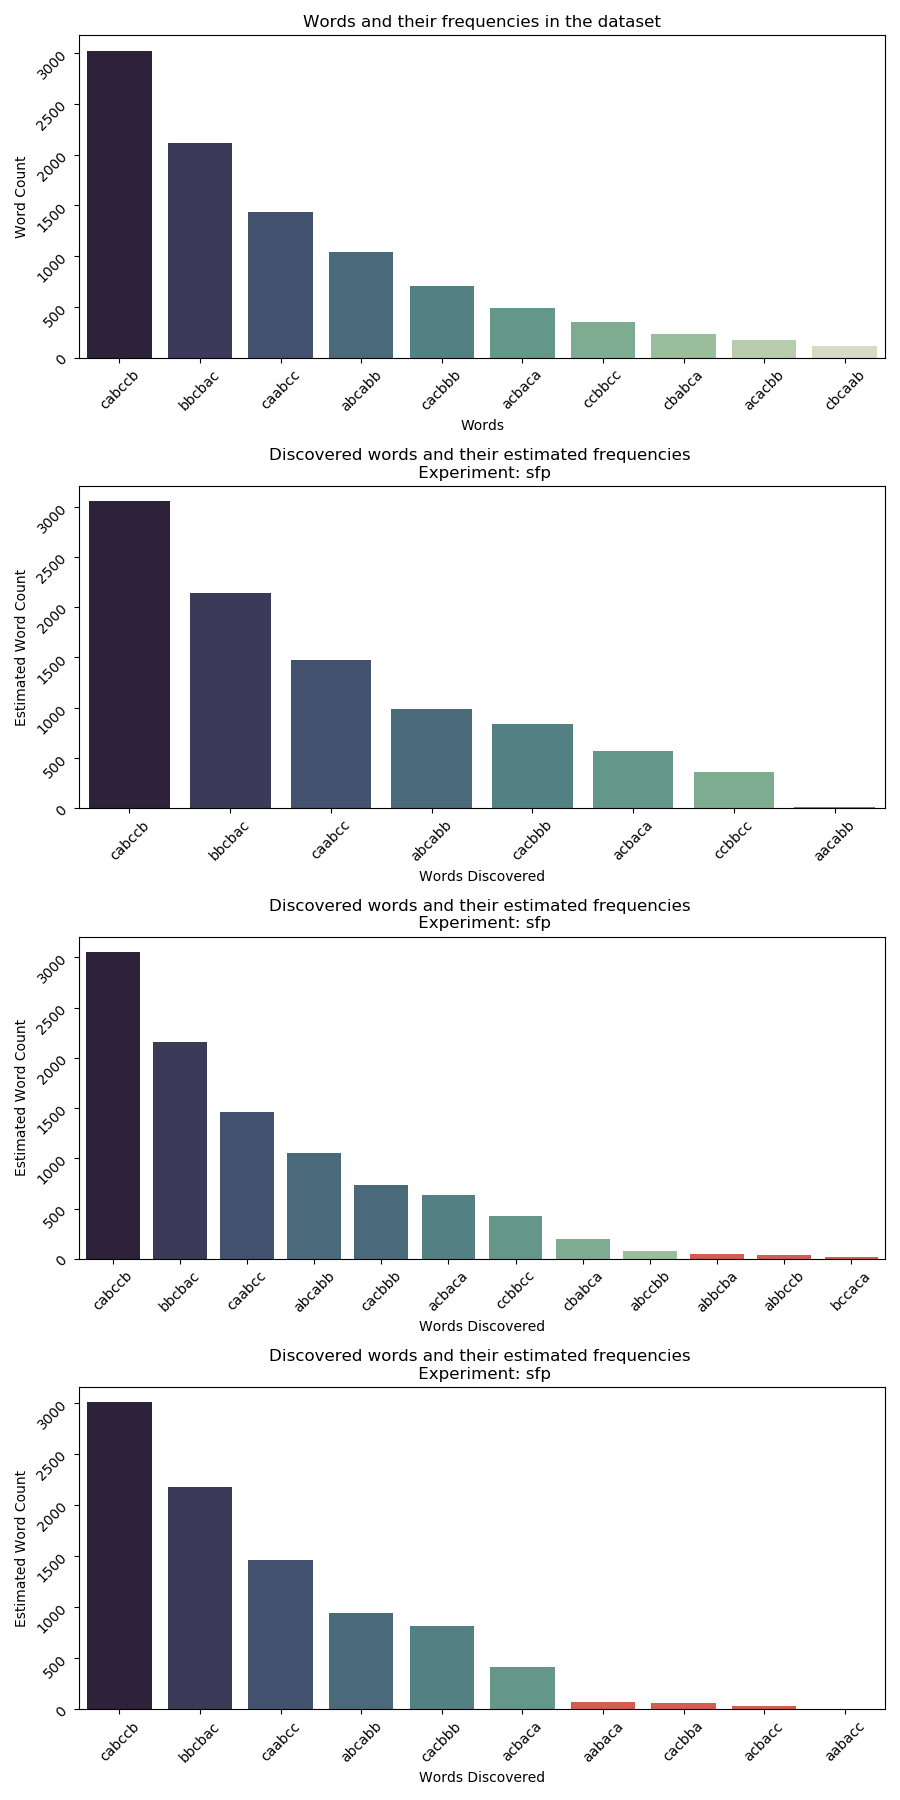 Words and their frequencies in the dataset
Word Count
3000
2500
2000
1500
1000
500
0
cabccb bbcbac caabcc abcabb cacbbb acbaca ccbbcc cbabca acacbb cbcaab
Words
Discovered words and their estimated frequencies
Experiment: sfp
Estimated Word Count
3000
2500
2000
1500
1000
500
0
cabccb bbcbac caabcc abcabb cacbbb acbaca ccbbcc aacabb
Words Discovered
Discovered words and their estimated frequencies
Experiment: sfp
Estimated Word Count
3000
2500
2000
1500
1000
500
0
cabccb bbcbac caabcc abcabb cacbbb acbaca ccbbcc cbabca abccbb abbcba abbccb bccaca
Words Discovered
Discovered words and their estimated frequencies
Experiment: sfp
Estimated Word Count
3000
2500
2000
1500
1000
500
0
cabccb bbcbac caabcc abcabb cacbbb acbaca aabaca cacbba acbacc aabacc
Words Discovered